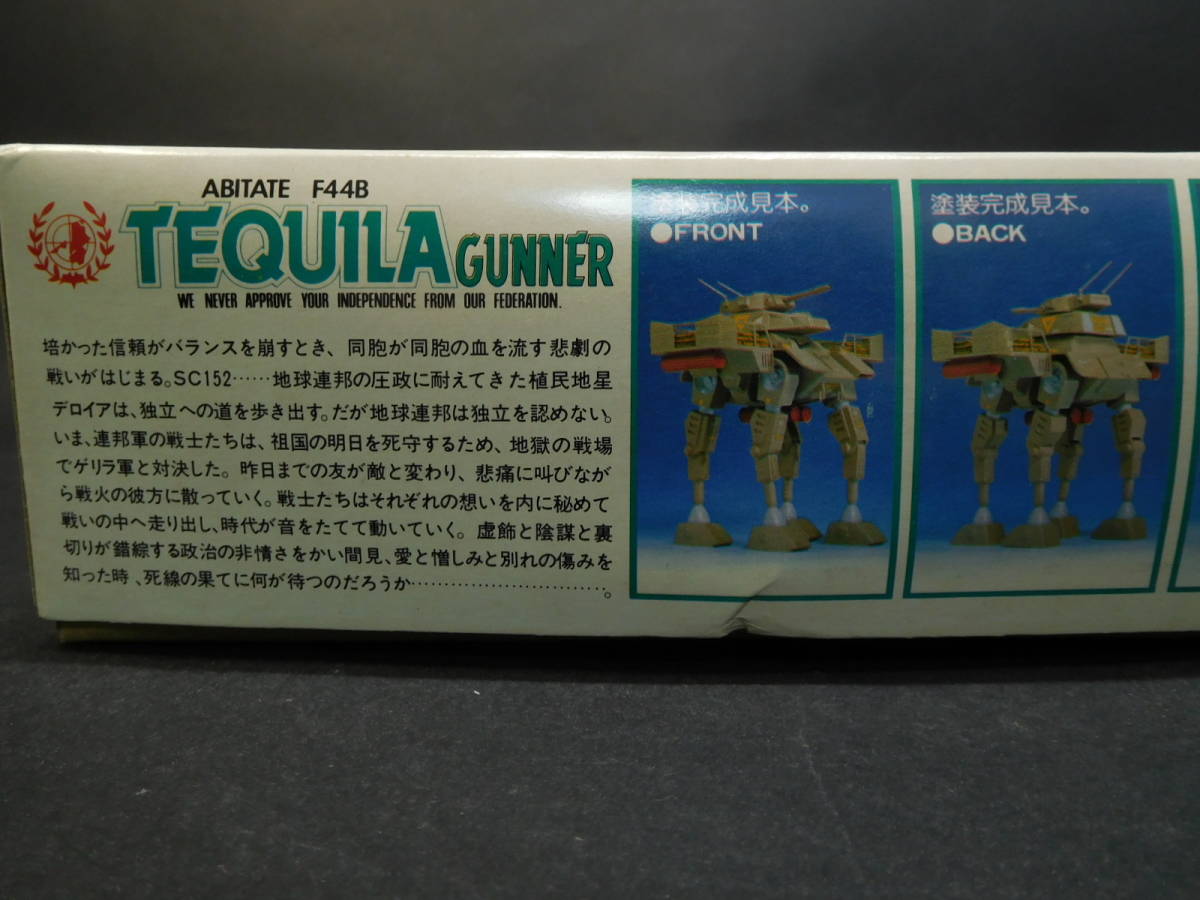 ABITATE F44B
TEQUILA GUNNER
WE NEVER APPROVE YOUR INDEPENDENCE FROM OUR FEDERATION.
培かった信頼がバランスを崩すとき、同胞が同胞の血を流す悲劇の
戦いがはじまる。SC152……地球連邦の圧政に耐えてきた植民地星
デロイアは、独立への道を歩き出す。だが地球連邦は独立を認めない。
いま、連邦軍の戦士たちは、祖国の明日を死守するため、地獄の戦場
でゲリラ軍と対決した。昨日までの友が敵と変わり、悲痛に叫びなが
ら戦火の彼方に散っていく。戦士たちはそれぞれの想いを内に秘めて
戦いの中へ走り出し、時代が音をたてて動いていく。虚飾と陰謀と裏
切りが錯綜する政治の非情さをかい間見、愛と憎しみと別れの傷みを
知った時、死線の果てに何が待つのだろうか…………………………。
塗装完成見本。
●FRONT
塗装完成見本。
●BACK